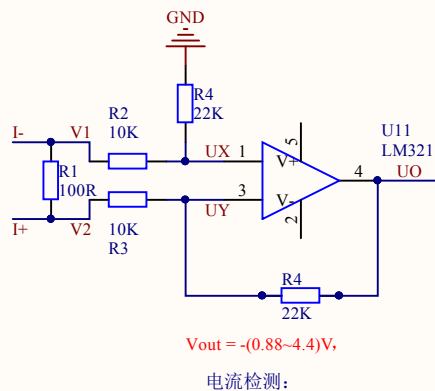 GND
R4
22K
I-
V1
R2
10K
UX
1
5
V+
U11
LM321
R1
100R
4
UO
I+
V2
10K
R3
UY
3
V-
2
R4
22K
Vout = -(0.88~4.4)V,
电流检测：